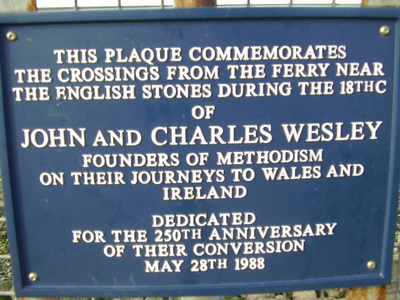 THIS PLAQUE COMMEMORATES
THE CROSSINGS FROM THE FERRY NEAR
THE ENGLISH STONES DURING THE 18THC
OF
JOHN AND CHARLES WESLEY
FOUNDERS OF METHODISM
ON THEIR JOURNEYS TO WALES AND
IRELAND
DEDICATED
FOR THE 250TH ANNIVERSARY
OF THEIR CONVERSION
MAY 28TH 1988